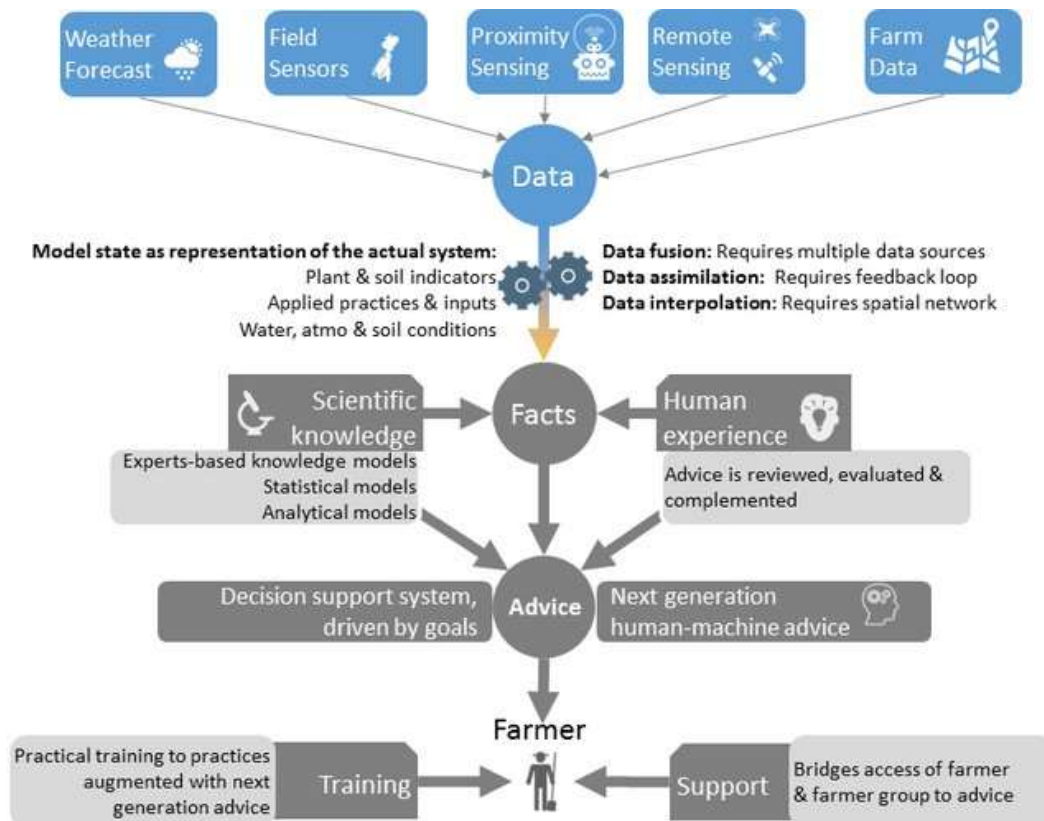 Weather
Forecast
Field
Sensors
Proximity
Sensing
Remote
Sensing
Farm
Data
Data
Model state as representation of the actual system:
Plant & soil indicators
Applied practices & inputs
Water, atmo & soil conditions
Data fusion: Requires multiple data sources
Data assimilation: Requires feedback loop
Data interpolation: Requires spatial network
Scientific
knowledge
Facts
Human
experience
Experts-based knowledge models
Statistical models
Analytical models
Advice is reviewed, evaluated &
complemented
Decision support system,
driven by goals
Advice
Next generation
human-machine advice
Farmer
Practical training to practices
augmented with next
generation advice
Training
Support
Bridges access of farmer
& farmer group to advice